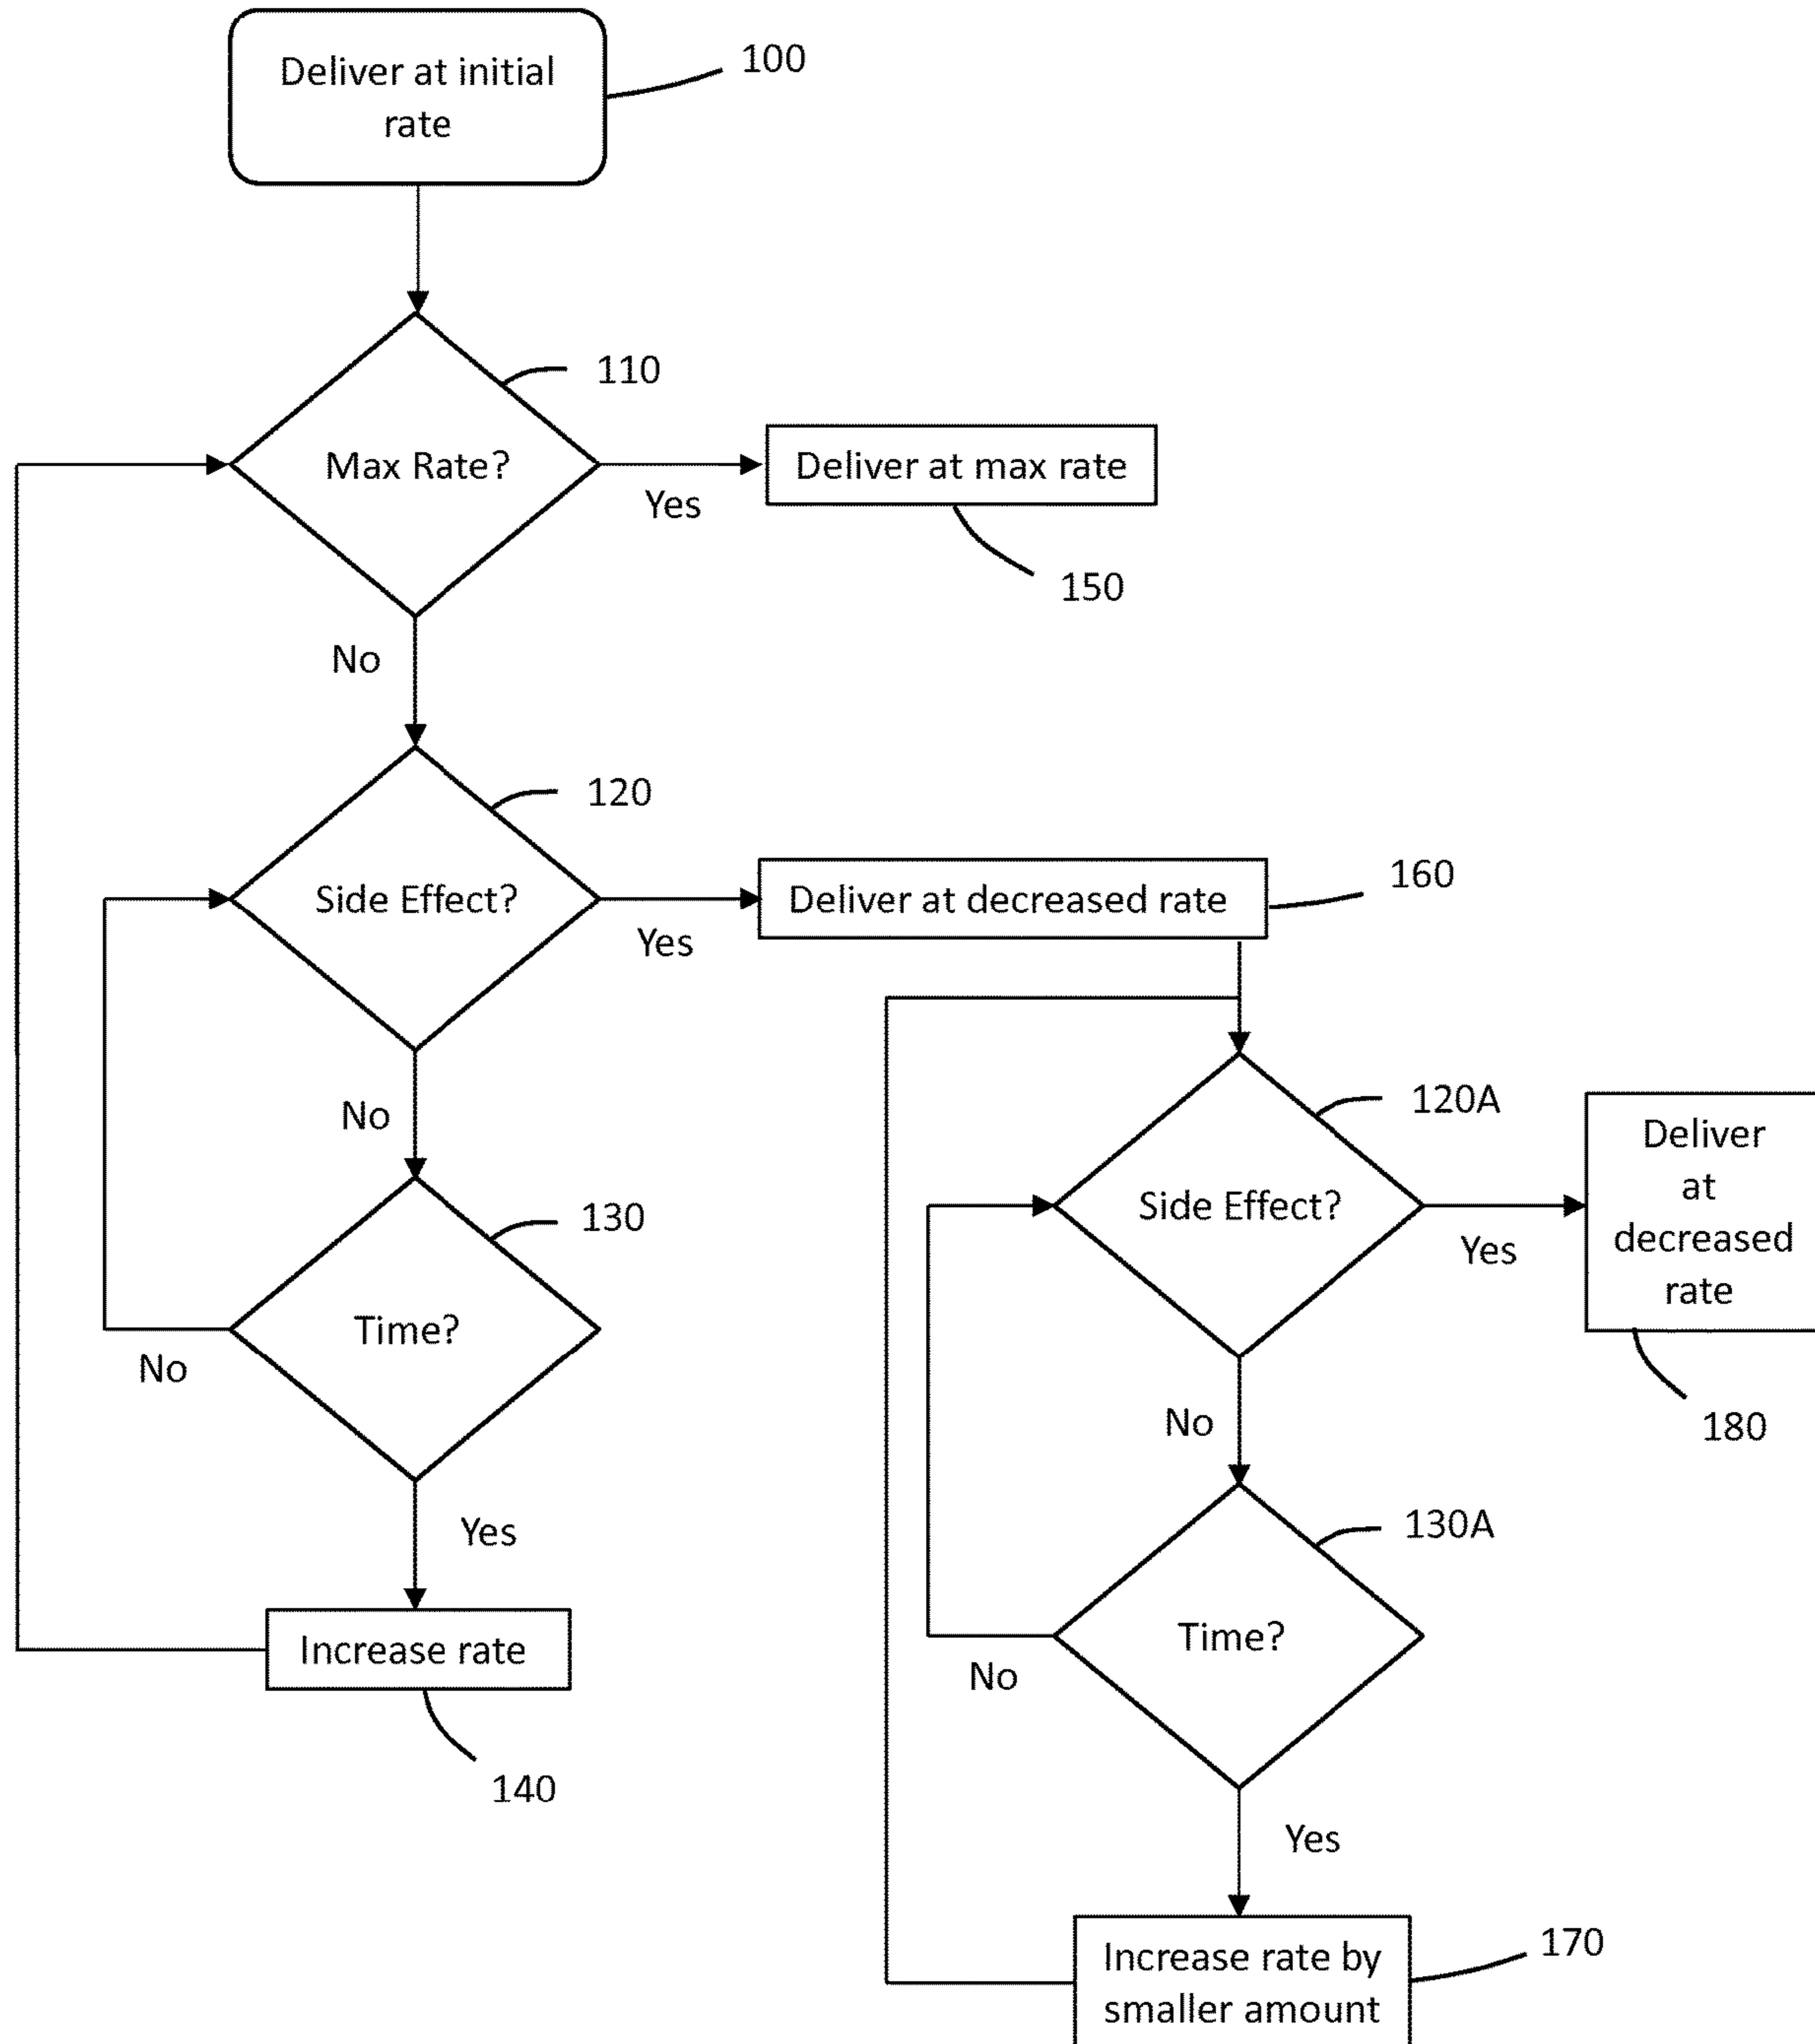 Deliver at initial
rate
100
110
Max Rate?
Yes
Deliver at max rate
150
No
120
Side Effect?
Yes
Deliver at decreased rate
160
No
130
Time?
No
Yes
Increase rate
140
120A
Side Effect?
Yes
Deliver
at
decreased
rate
180
No
130A
Time?
No
Yes
Increase rate by
smaller amount
170